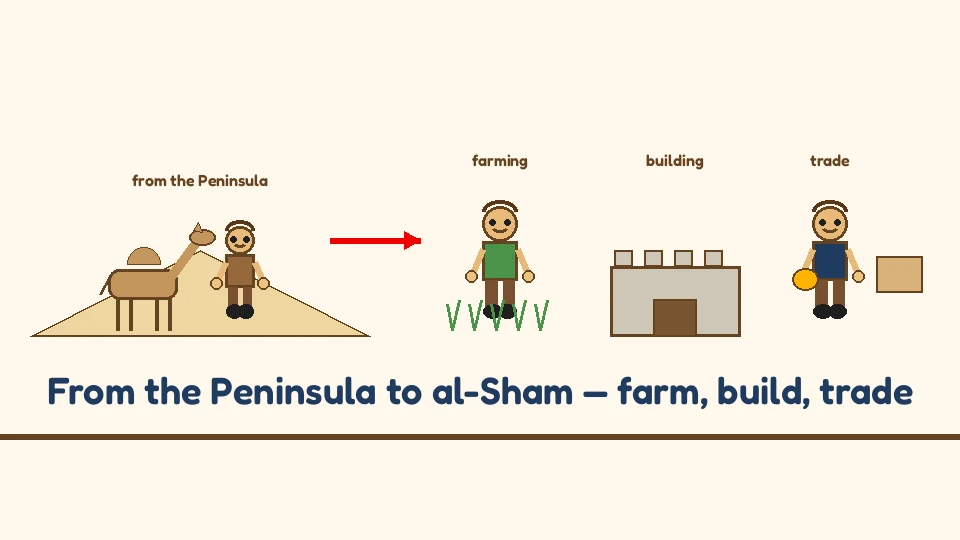 farming
building
trade
from the Peninsula
From the Peninsula to al-Sham — farm, build, trade